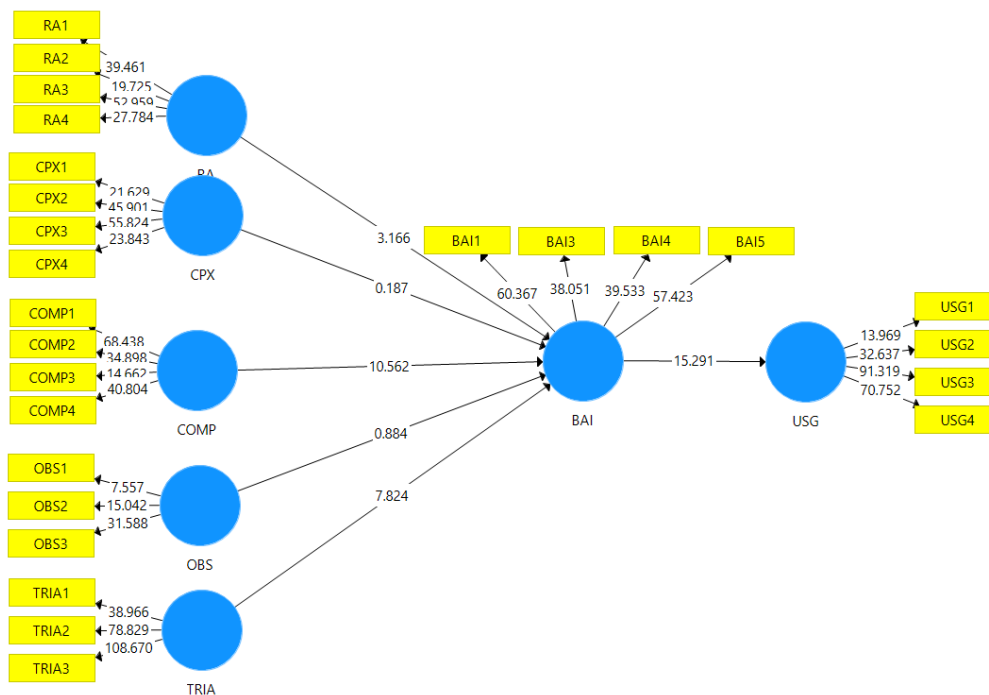 RA1
RA2
RA3
RA4
39.461
19.725
52.959
27.784
RA
CPX1
CPX2
CPX3
CPX4
21.629
45.901
55.824
23.843
CPX
COMP1
COMP2
COMP3
COMP4
68.438
34.898
14.662
40.804
COMP
OBS1
OBS2
OBS3
7.557
15.042
31.588
OBS
TRIA1
TRIA2
TRIA3
38.966
78.829
108.670
TRIA
3.166
0.187
10.562
0.884
7.824
BAI1
BAI3
BAI4
BAI5
60.367
38.051
39.533
57.423
BAI
15.291
USG
13.969
32.637
91.319
70.752
USG1
USG2
USG3
USG4